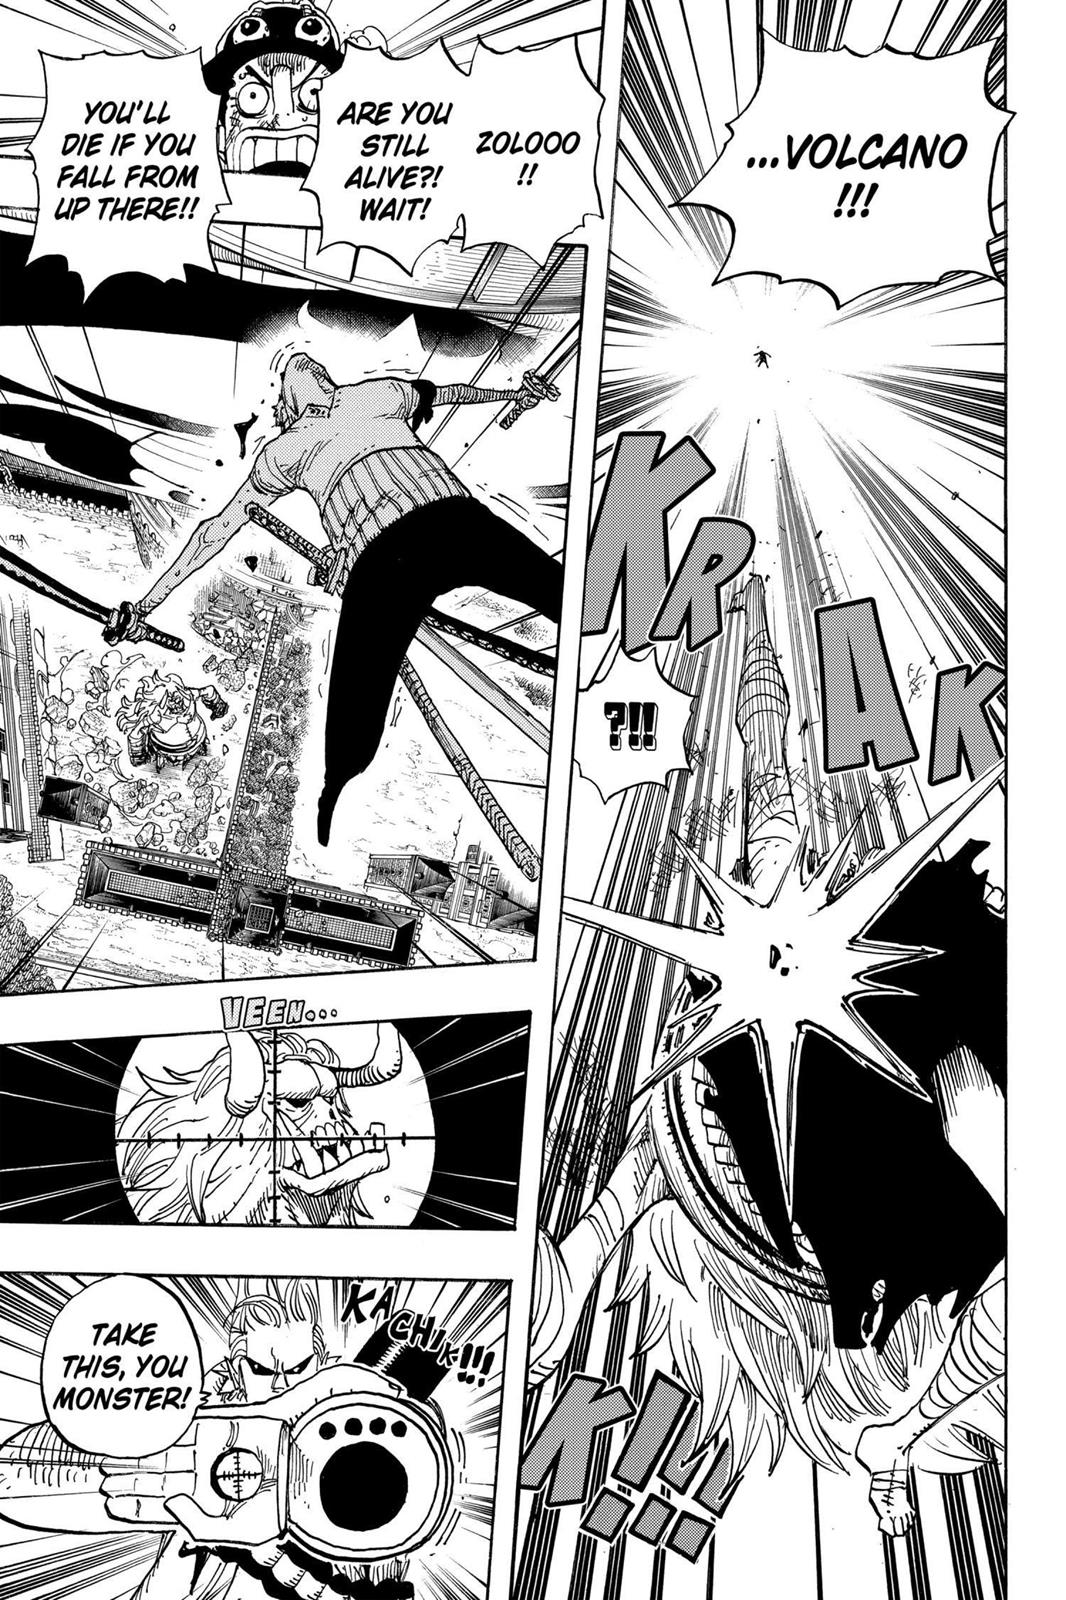 ...VOLCANO
!!!
KRAK
K!!!
?!!
ZOLOOO
!!
ARE YOU
STILL
ALIVE?!
WAIT!
YOU'LL
DIE IF YOU
FALL FROM
UP THERE!!
VEEN...
KACHIK!!!
TAKE
THIS, YOU
MONSTER!